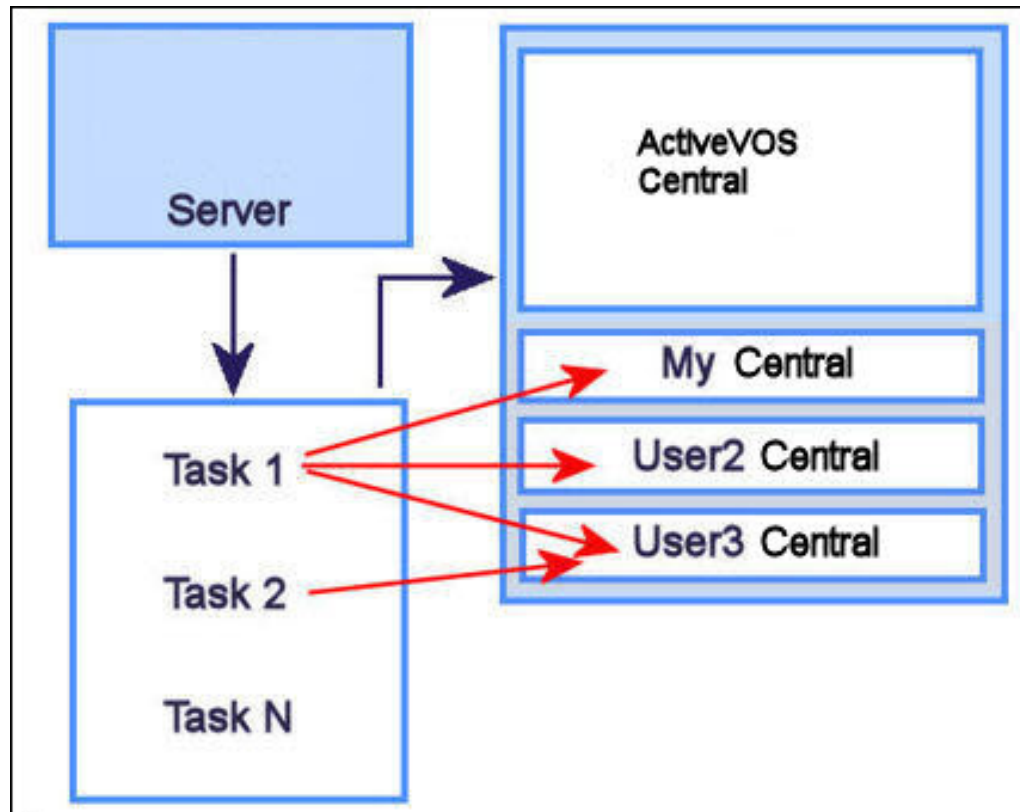 Server
ActiveVOS
Central
My Central
User2 Central
User3 Central
Task 1
Task 2
Task N